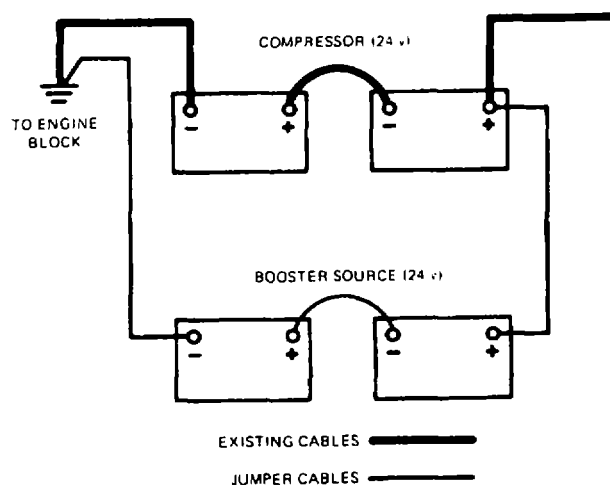 COMPRESSOR (24 v)
TO ENGINE
BLOCK
- + - +
BOOSTER SOURCE (24 v)
- + - +
EXISTING CABLES
JUMPER CABLES